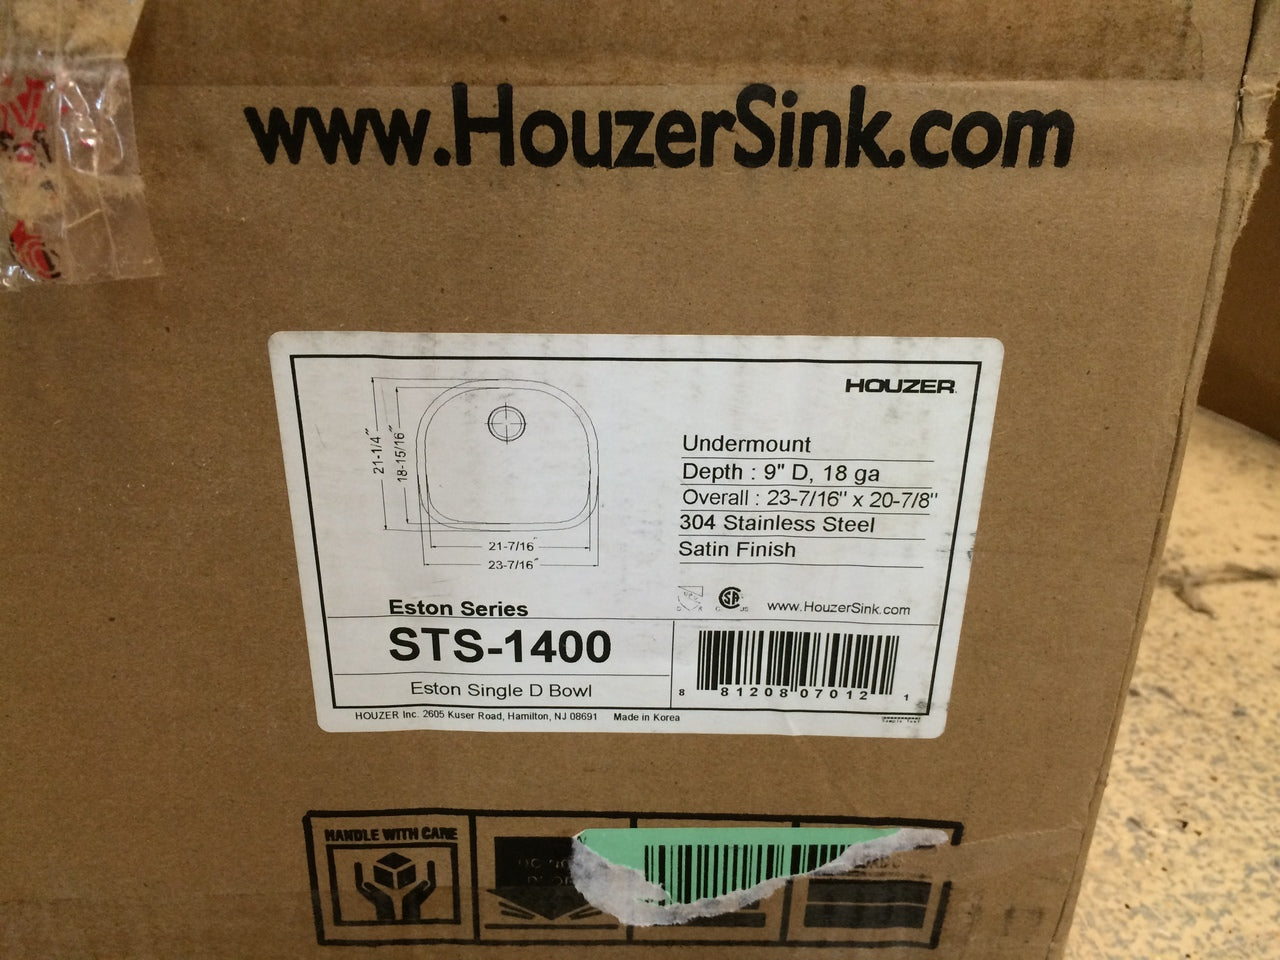 www.HouzerSink.com
HOUZER
21-1/4"
18-15/16"
21-7/16"
23-7/16"
Undermount
Depth : 9" D, 18 ga
Overall : 23-7/16" x 20-7/8"
304 Stainless Steel
Satin Finish
www.HouzerSink.com
Eston Series
STS-1400
Eston Single D Bowl
8 81208 07012 1
HOUZER Inc. 2605 Kuser Road, Hamilton, NJ 08691 Made in Korea
HANDLE WITH CARE